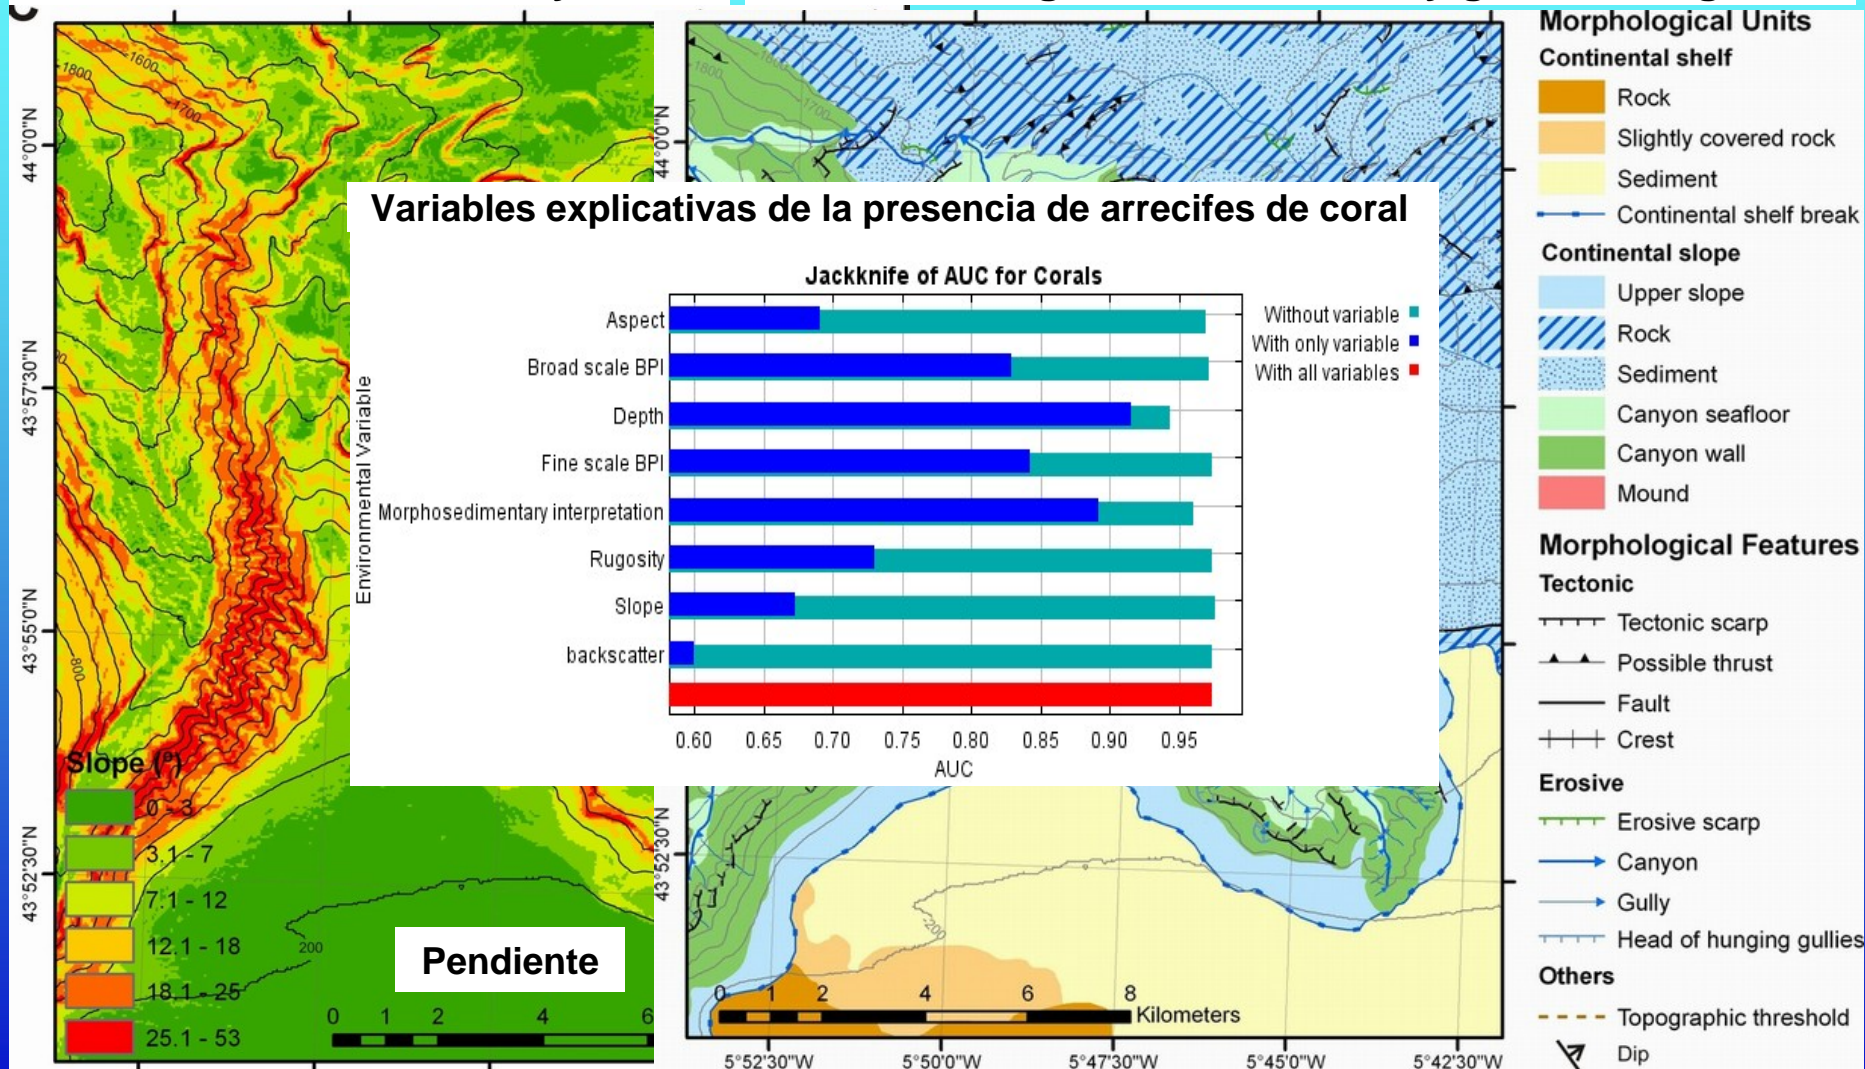 Variables explicativas de la presencia de arrecifes de coral
Jackknife of AUC for Corals
Environmental Variable
Aspect
Broad scale BPI
Depth
Fine scale BPI
Morphosedimentary interpretation
Rugosity
Slope
backscatter
Without variable
With only variable
With all variables
0.60 0.65 0.70 0.75 0.80 0.85 0.90 0.95
AUC
1800
1600
1700
800
200
44°0'0"N
43°57'30"N
43°55'0"N
43°52'30"N
Slope (º)
0 - 3
3.1 - 7
7.1 - 12
12.1 - 18
18.1 - 25
25.1 - 53
Pendiente
0 1 2 4 6
1800
1700
-200
0 1 2 4 6 8
Kilometers
5°52'30"W 5°50'0"W 5°47'30"W 5°45'0"W 5°42'30"W
Morphological Units
Continental shelf
Rock
Slightly covered rock
Sediment
Continental shelf break
Continental slope
Upper slope
Rock
Sediment
Canyon seafloor
Canyon wall
Mound
Morphological Features
Tectonic
Tectonic scarp
Possible thrust
Fault
Crest
Erosive
Erosive scarp
Canyon
Gully
Head of hunging gullies
Others
Topographic threshold
Dip